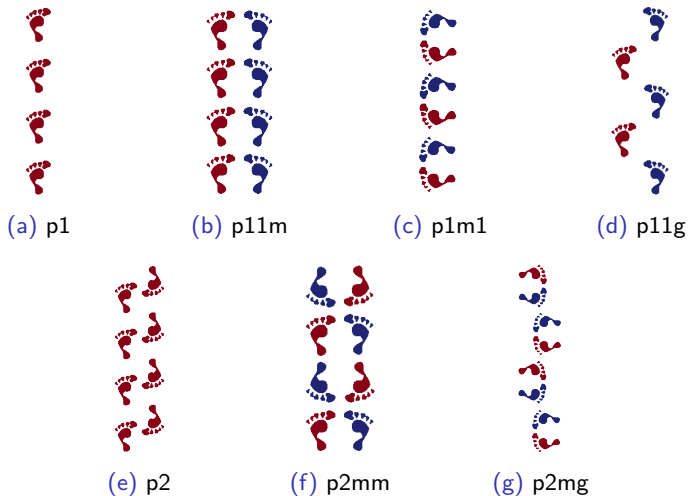 (a) p1
(b) p11m
(c) p1m1
(d) p11g
(e) p2
(f) p2mm
(g) p2mg